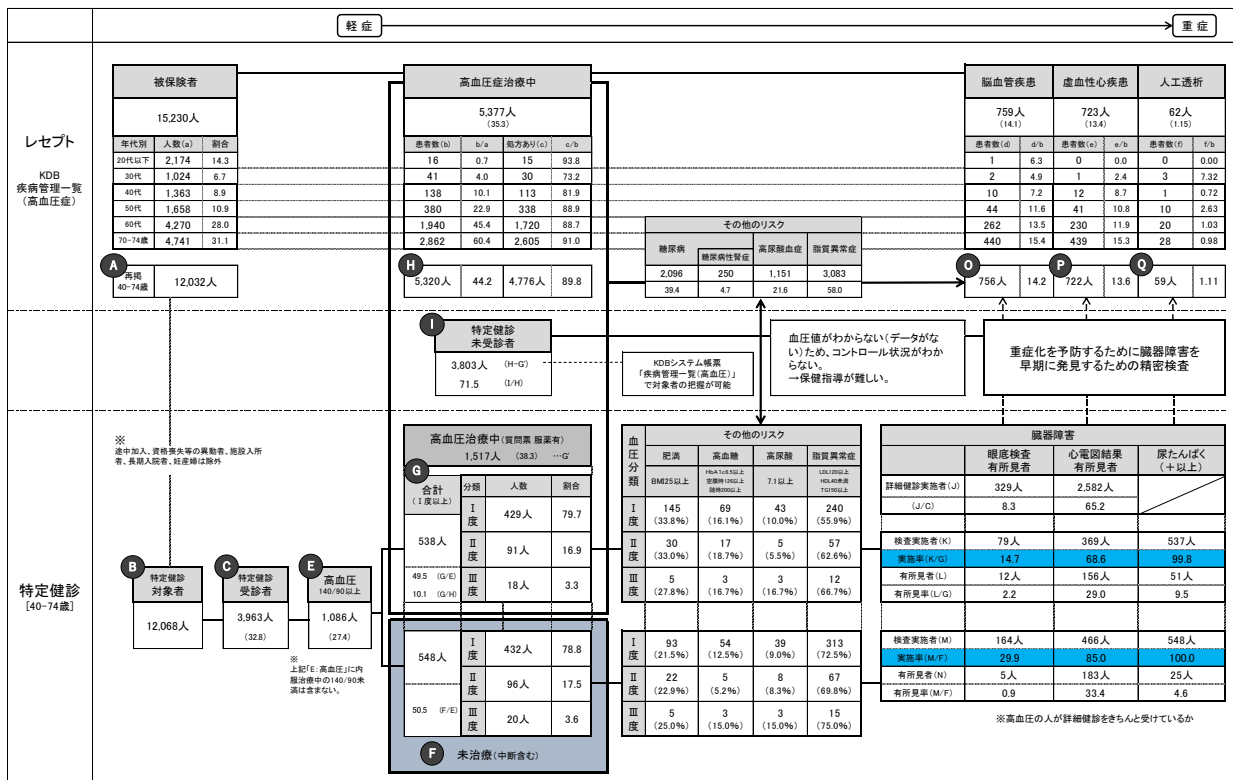 軽症
重症
レセプト
KDB
疾病管理一覧
(高血圧症)
被保険者
15,230人
年代別 人数(a) 割合
20代以下 2,174 14.3
30代 1,024 6.7
40代 1,363 8.9
50代 1,658 10.9
60代 4,270 28.0
70-74歳 4,741 31.1
A
再掲
40-74歳
12,032人
高血圧症治療中
5,377人
(35.3)
患者数(b) b/a 処方あり(c) c/b
16 0.7 15 93.8
41 4.0 30 73.2
138 10.1 113 81.9
380 22.9 338 88.9
1,940 45.4 1,720 88.7
2,862 60.4 2,605 91.0
H
5,320人 44.2 4,776人 89.8
その他のリスク
糖尿病 糖尿病性腎症 高尿酸血症 脂質異常症
2,096 250 1,151 3,083
39.4 4.7 21.6 58.0
脳血管疾患 虚血性心疾患 人工透析
759人 723人 62人
(14.1) (13.4) (1.15)
患者数(d) d/b 患者数(e) e/b 患者数(f) f/b
1 6.3 0 0.0 0 0.00
2 4.9 1 2.4 3 7.32
10 7.2 12 8.7 1 0.72
44 11.6 41 10.8 10 2.63
262 13.5 230 11.9 20 1.03
440 15.4 439 15.3 28 0.98
O P Q
756人 14.2 722人 13.6 59人 1.11
I
特定健診
未受診者
3,803人 (H-G')
71.5 (I/H)
KDBシステム帳票
「疾病管理一覧(高血圧)」
で対象者の把握が可能
血圧値がわからない(データがな
い)ため、コントロール状況がわか
らない。
→保健指導が難しい。
重症化を予防するために臓器障害を
早期に発見するための精密検査
特定健診
[40-74歳]
※
途中加入、資格喪失等の異動者、施設入所
者、長期入院者、妊産婦は除外
B
特定健診
対象者
12,068人
C
特定健診
受診者
3,963人
(32.8)
E
高血圧
140/90以上
1,086人
(27.4)
※
上記「E:高血圧」に内
服治療中の140/90未
満は含まない。
高血圧治療中(質問票 服薬有)
1,517人 (38.3) …G'
G
合計
(Ⅰ度以上)
分類 人数 割合
538人
49.5 (G/E)
10.1 (G/H)
Ⅰ度 429人 79.7
Ⅱ度 91人 16.9
Ⅲ度 18人 3.3
548人
50.5 (F/E)
Ⅰ度 432人 78.8
Ⅱ度 96人 17.5
Ⅲ度 20人 3.6
F
未治療(中断含む)
血圧分類
その他のリスク
肥満 高血糖 高尿酸 脂質異常症
BMI25以上
HbA1c6.5以上
空腹時126以上
随時200以上
7.1以上
LDL120以上
HDL40未満
TG150以上
Ⅰ度 145 69 43 240
(33.8%) (16.1%) (10.0%) (55.9%)
Ⅱ度 30 17 5 57
(33.0%) (18.7%) (5.5%) (62.6%)
Ⅲ度 5 3 3 12
(27.8%) (16.7%) (16.7%) (66.7%)
Ⅰ度 93 54 39 313
(21.5%) (12.5%) (9.0%) (72.5%)
Ⅱ度 22 5 8 67
(22.9%) (5.2%) (8.3%) (69.8%)
Ⅲ度 5 3 3 15
(25.0%) (15.0%) (15.0%) (75.0%)
臓器障害
眼底検査
有所見者
心電図結果
有所見者
尿たんぱく
(+以上)
詳細健診実施者(J) 329人 2,582人
(J/C) 8.3 65.2
検査実施者(K) 79人 369人 537人
実施率(K/G) 14.7 68.6 99.8
有所見者(L) 12人 156人 51人
有所見率(L/G) 2.2 29.0 9.5
検査実施者(M) 164人 466人 548人
実施率(M/F) 29.9 85.0 100.0
有所見者(N) 5人 183人 25人
有所見率(M/F) 0.9 33.4 4.6
※高血圧の人が詳細健診をきちんと受けているか